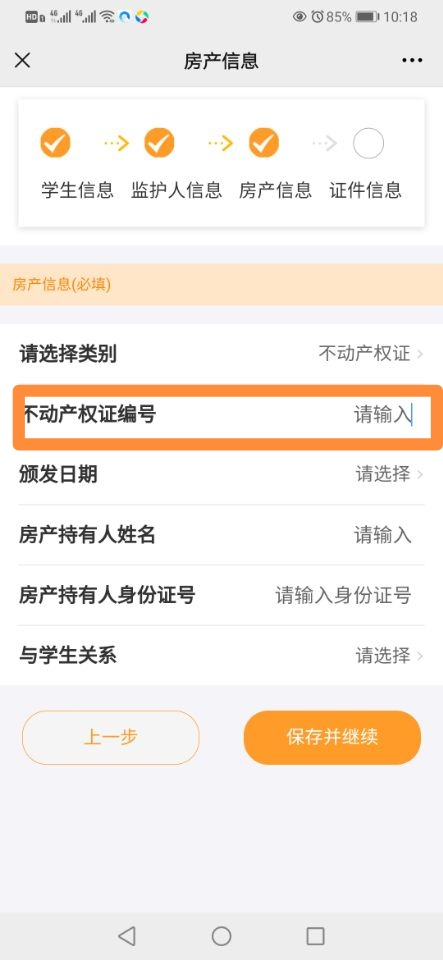 HD 4G 4G 85% 10:18
房产信息
学生信息 监护人信息 房产信息 证件信息
房产信息(必填)
请选择类别 不动产权证
不动产权证编号 请输入
颁发日期 请选择
房产持有人姓名 请输入
房产持有人身份证号 请输入身份证号
与学生关系 请选择
上一步 保存并继续